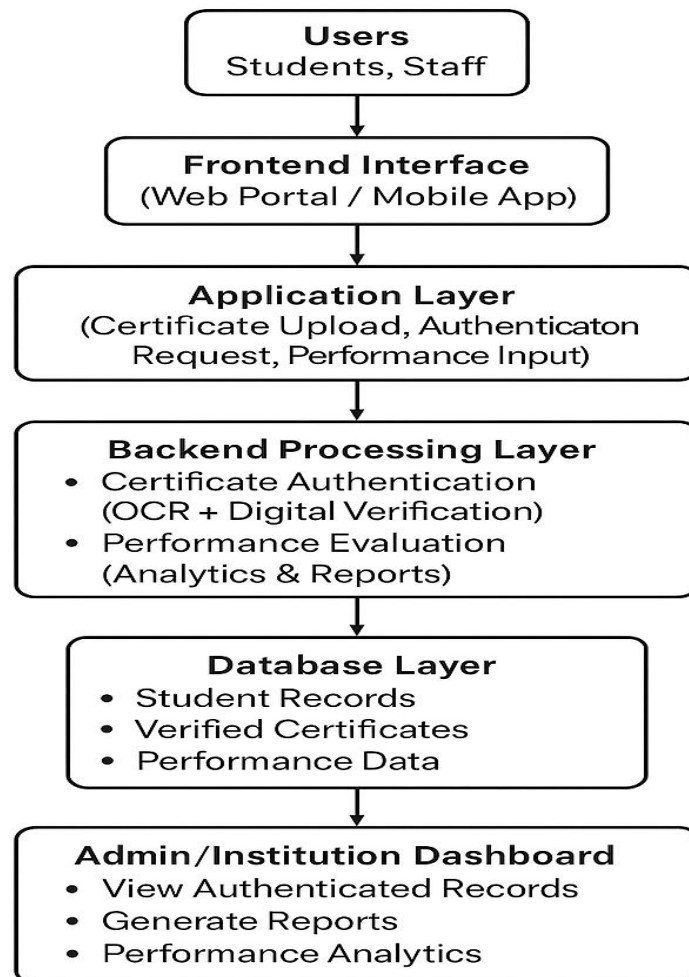 Users
Students, Staff
Frontend Interface
(Web Portal / Mobile App)
Application Layer
(Certificate Upload, Authenticaton
Request, Performance Input)
Backend Processing Layer
• Certificate Authentication
(OCR + Digital Verification)
• Performance Evaluation
(Analytics & Reports)
Database Layer
• Student Records
• Verified Certificates
• Performance Data
Admin/Institution Dashboard
• View Authenticated Records
• Generate Reports
• Performance Analytics